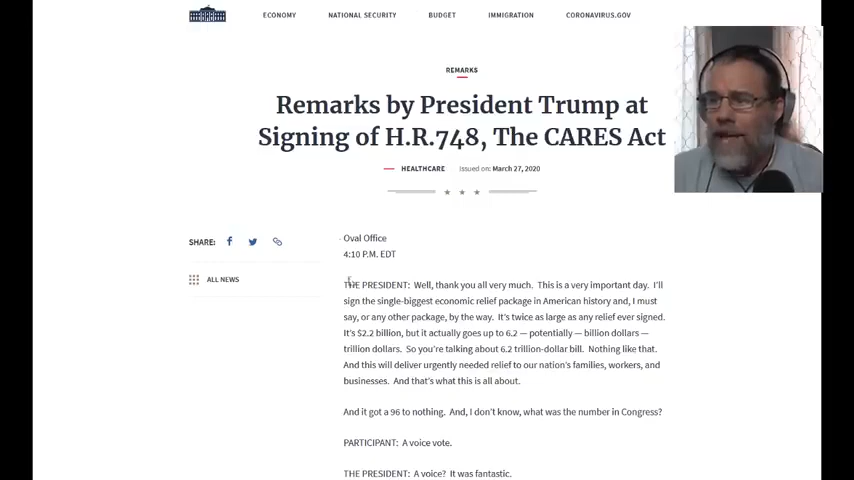 ECONOMY NATIONAL SECURITY BUDGET IMMIGRATION CORONAVIRUS.GOV
REMARKS
Remarks by President Trump at
Signing of H.R.748, The CARES Act
HEALTHCARE Issued on: March 27, 2020
SHARE:
ALL NEWS
Oval Office
4:10 P.M. EDT
THE PRESIDENT: Well, thank you all very much. This is a very important day. I'll
sign the single-biggest economic relief package in American history and, I must
say, or any other package, by the way. It's twice as large as any relief ever signed.
It's $2.2 billion, but it actually goes up to 6.2 — potentially — billion dollars —
trillion dollars. So you're talking about 6.2 trillion-dollar bill. Nothing like that.
And this will deliver urgently needed relief to our nation's families, workers, and
businesses. And that's what this is all about.
And it got a 96 to nothing. And, I don't know, what was the number in Congress?
PARTICIPANT: A voice vote.
THE PRESIDENT: A voice? It was fantastic.